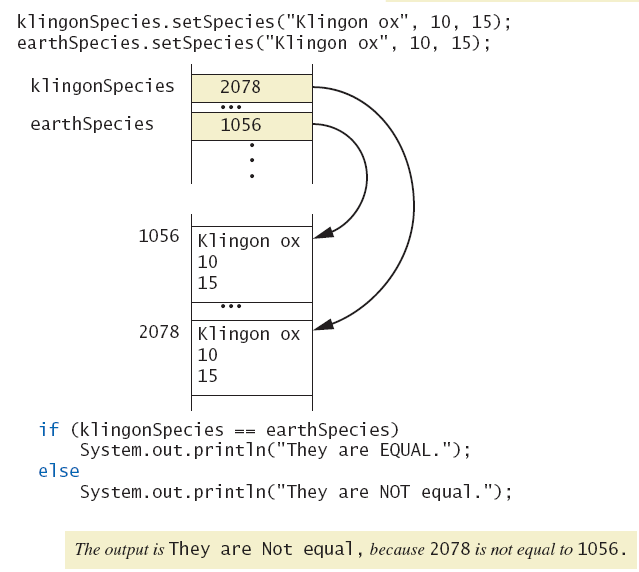 klingonSpecies.setSpecies("Klingon ox", 10, 15);
earthSpecies.setSpecies("Klingon ox", 10, 15);
klingonSpecies 2078
...
earthSpecies 1056
.
.
.
1056 Klingon ox
10
15
...
2078 Klingon ox
10
15
if (klingonSpecies == earthSpecies)
System.out.println("They are EQUAL.");
else
System.out.println("They are NOT equal.");
The output is They are Not equal, because 2078 is not equal to 1056.